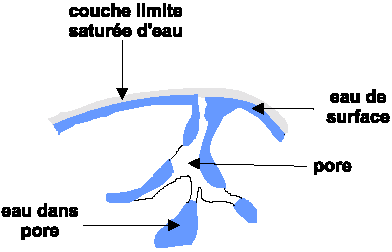 couche limite
saturée d'eau
eau de
surface
pore
eau dans
pore